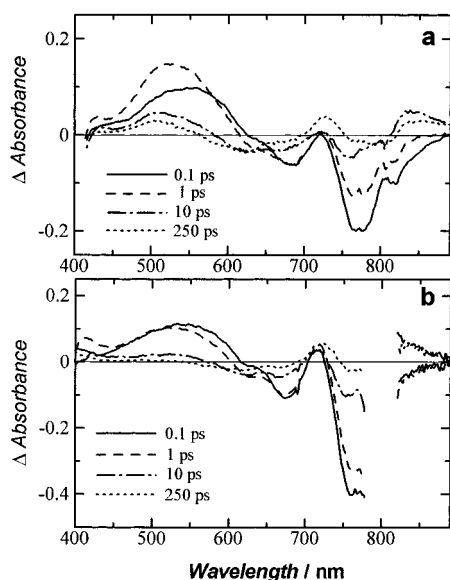 a
Δ Absorbance
0.2
0
-0.2
0.1 ps
1 ps
10 ps
250 ps
400 500 600 700 800
b
Δ Absorbance
0.2
0
-0.2
-0.4
0.1 ps
1 ps
10 ps
250 ps
400 500 600 700 800
Wavelength / nm